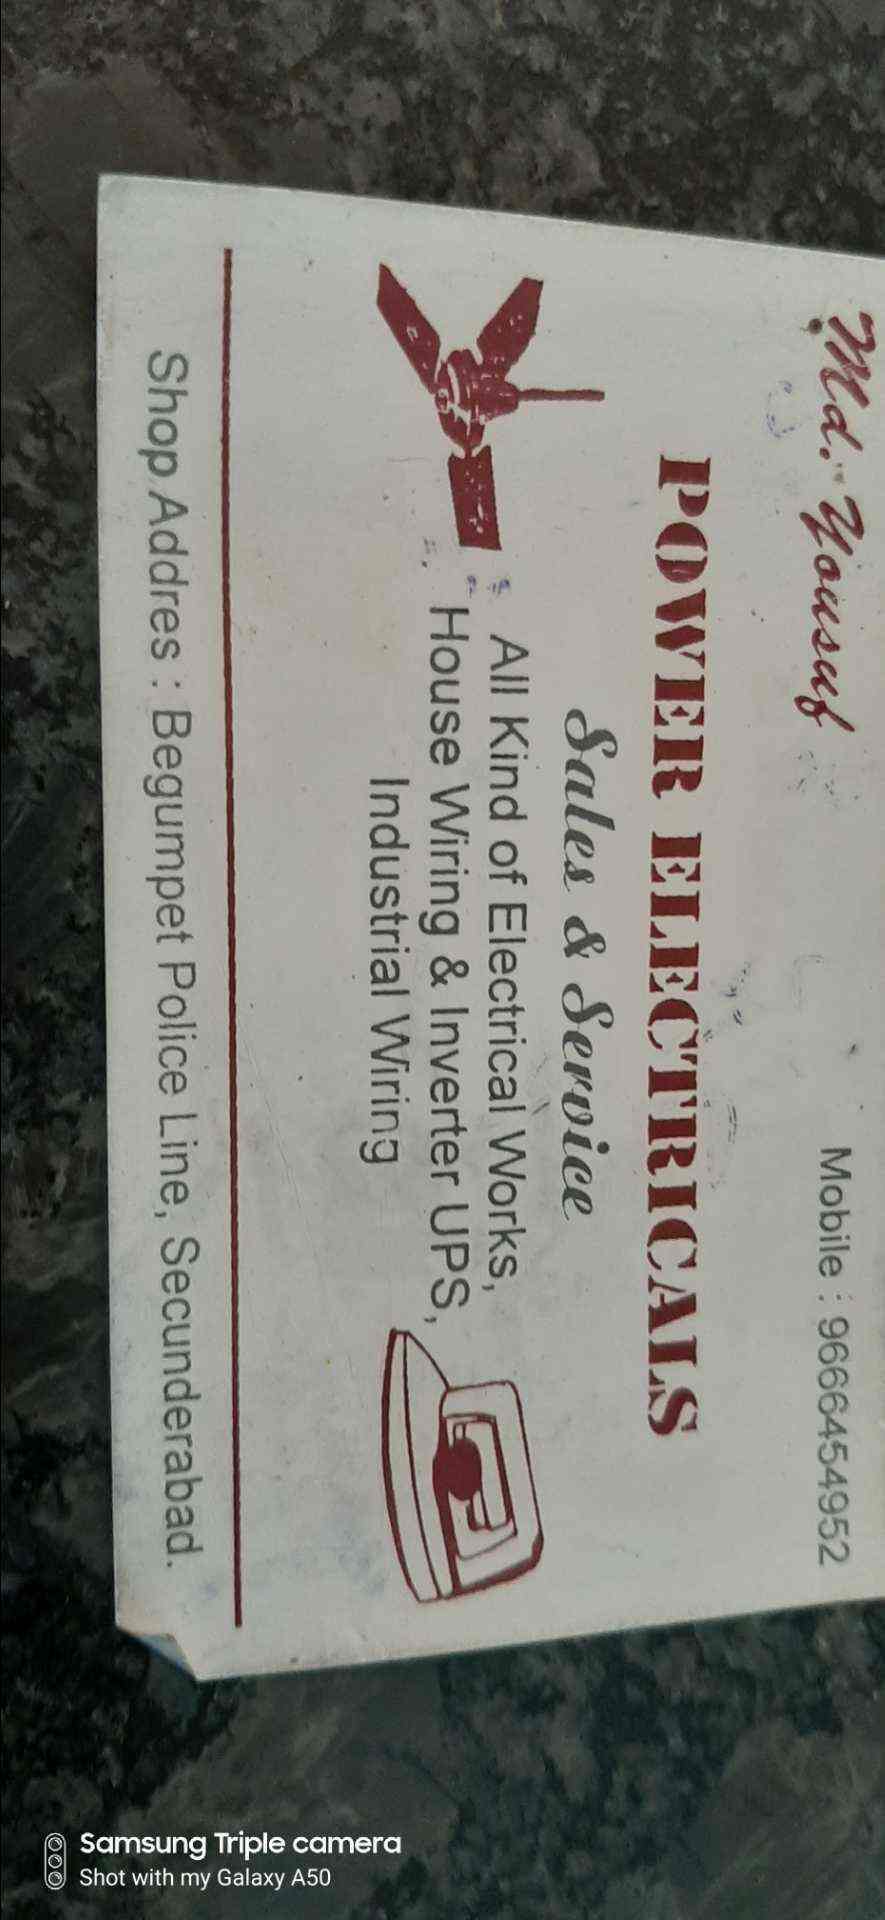 Md. Yousuf
Mobile : 9666454952
POWER ELECTRICALS
Sales & Service
All Kind of Electrical Works,
House Wiring & Inverter UPS,
Industrial Wiring
Shop Addres : Begumpet Police Line, Secunderabad.
Samsung Triple camera
Shot with my Galaxy A50